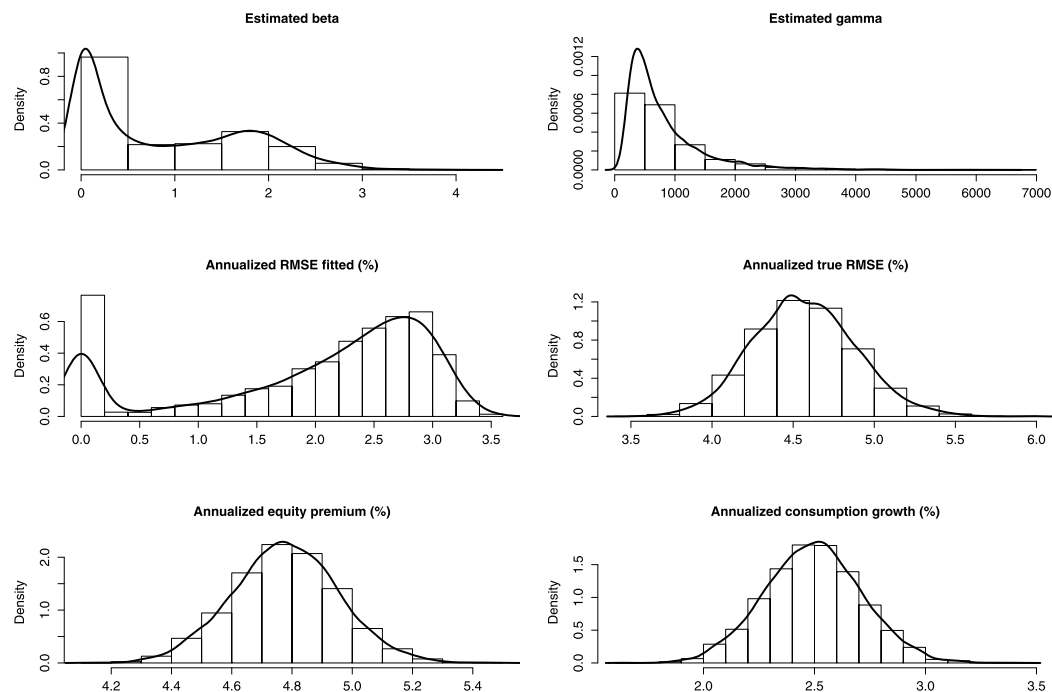 Estimated beta
Density
0.0 0.4 0.8
0 1 2 3 4
Estimated gamma
Density
0.0000 0.0006 0.0012
0 1000 2000 3000 4000 5000 6000 7000
Annualized RMSE fitted (%)
Density
0.0 0.2 0.4 0.6
0.0 0.5 1.0 1.5 2.0 2.5 3.0 3.5
Annualized true RMSE (%)
Density
0.0 0.4 0.8 1.2
3.5 4.0 4.5 5.0 5.5 6.0
Annualized equity premium (%)
Density
0.0 1.0 2.0
4.2 4.4 4.6 4.8 5.0 5.2 5.4
Annualized consumption growth (%)
Density
0.0 0.5 1.0 1.5
2.0 2.5 3.0 3.5